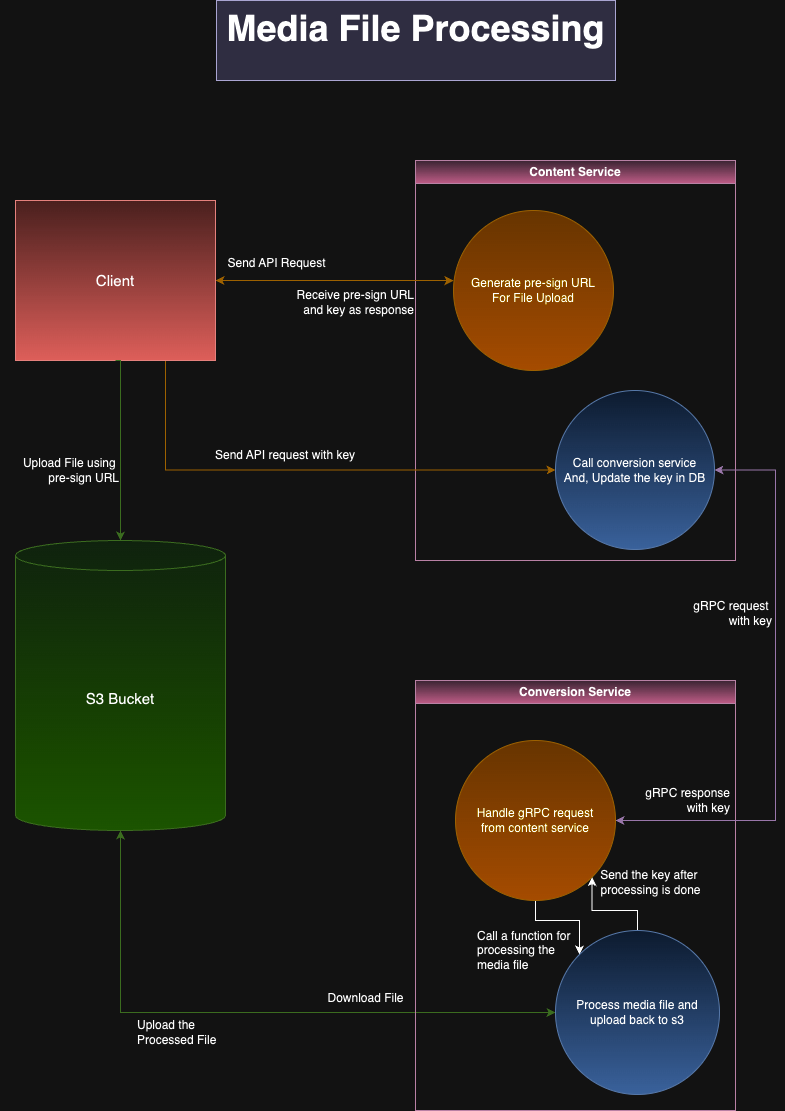 Media File Processing
Content Service
Client
Send API Request
Generate pre-sign URL
For File Upload
Receive pre-sign URL
and key as response
Upload File using
pre-sign URL
Send API request with key
Call conversion service
And, Update the key in DB
gRPC request
with key
S3 Bucket
Conversion Service
Handle gRPC request
from content service
gRPC response
with key
Send the key after
processing is done
Call a function for
processing the
media file
Download File
Process media file and
upload back to s3
Upload the
Processed File